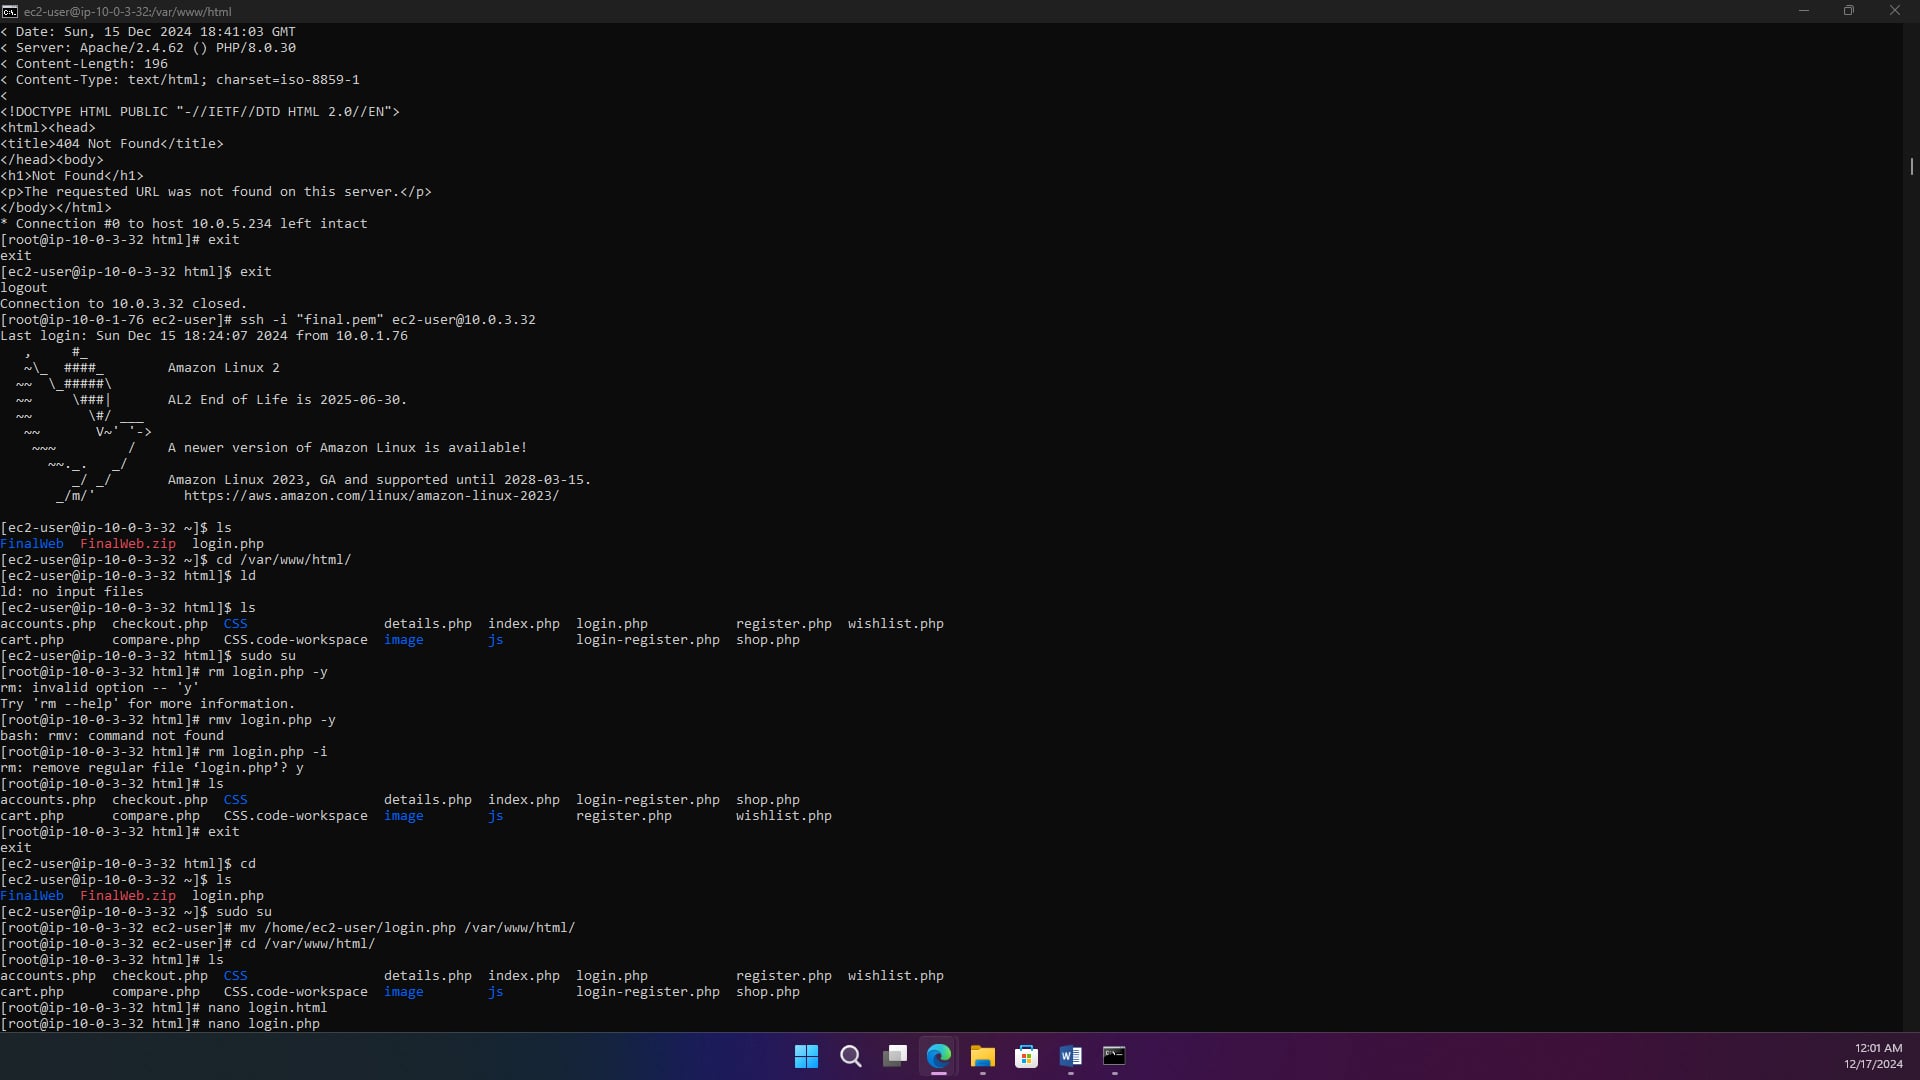 ec2-user@ip-10-0-3-32:/var/www/html
< Date: Sun, 15 Dec 2024 18:41:03 GMT
< Server: Apache/2.4.62 () PHP/8.0.30
< Content-Length: 196
< Content-Type: text/html; charset=iso-8859-1
<
<!DOCTYPE HTML PUBLIC "-//IETF//DTD HTML 2.0//EN">
<html><head>
<title>404 Not Found</title>
</head><body>
<h1>Not Found</h1>
<p>The requested URL was not found on this server.</p>
</body></html>
* Connection #0 to host 10.0.5.234 left intact
[root@ip-10-0-3-32 html]# exit
exit
[ec2-user@ip-10-0-3-32 html]$ exit
logout
Connection to 10.0.3.32 closed.
[root@ip-10-0-1-76 ec2-user]# ssh -i "final.pem" ec2-user@10.0.3.32
Last login: Sun Dec 15 18:24:07 2024 from 10.0.1.76
   ,     #_
   ~\_  ####_          Amazon Linux 2
  ~~  \_#####\
  ~~     \###|         AL2 End of Life is 2025-06-30.
  ~~       \#/ ___
   ~~       V~' '->
    ~~~         /    A newer version of Amazon Linux is available!
      ~~._.   _/
         _/ _/       Amazon Linux 2023, GA and supported until 2028-03-15.
       _/m/'           https://aws.amazon.com/linux/amazon-linux-2023/
[ec2-user@ip-10-0-3-32 ~]$ ls
FinalWeb  FinalWeb.zip  login.php
[ec2-user@ip-10-0-3-32 ~]$ cd /var/www/html/
[ec2-user@ip-10-0-3-32 html]$ ld
ld: no input files
[ec2-user@ip-10-0-3-32 html]$ ls
accounts.php  checkout.php  CSS                 details.php  index.php  login.php           register.php  wishlist.php
cart.php      compare.php   CSS.code-workspace  image        js         login-register.php  shop.php
[ec2-user@ip-10-0-3-32 html]$ sudo su
[root@ip-10-0-3-32 html]# rm login.php -y
rm: invalid option -- 'y'
Try 'rm --help' for more information.
[root@ip-10-0-3-32 html]# rmv login.php -y
bash: rmv: command not found
[root@ip-10-0-3-32 html]# rm login.php -i
rm: remove regular file ‘login.php’? y
[root@ip-10-0-3-32 html]# ls
accounts.php  checkout.php  CSS                 details.php  index.php  login-register.php  shop.php
cart.php      compare.php   CSS.code-workspace  image        js         register.php        wishlist.php
[root@ip-10-0-3-32 html]# exit
exit
[ec2-user@ip-10-0-3-32 html]$ cd
[ec2-user@ip-10-0-3-32 ~]$ ls
FinalWeb  FinalWeb.zip  login.php
[ec2-user@ip-10-0-3-32 ~]$ sudo su
[root@ip-10-0-3-32 ec2-user]# mv /home/ec2-user/login.php /var/www/html/
[root@ip-10-0-3-32 ec2-user]# cd /var/www/html/
[root@ip-10-0-3-32 html]# ls
accounts.php  checkout.php  CSS                 details.php  index.php  login.php           register.php  wishlist.php
cart.php      compare.php   CSS.code-workspace  image        js         login-register.php  shop.php
[root@ip-10-0-3-32 html]# nano login.html
[root@ip-10-0-3-32 html]# nano login.php
12:01 AM
12/17/2024